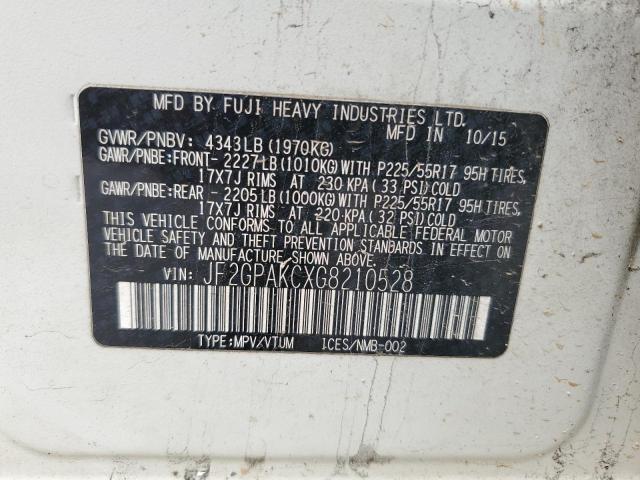 MFD BY FUJI HEAVY INDUSTRIES LTD.
MFD. IN 10/15
GVWR/PNBV: 4343LB(1970KG)
GAWR/PNBE:FRONT- 2227LB(1010KG)WITH P225/55R17 95H TIRES,
17X7J RIMS AT 230 KPA(33 PSI)COLD
GAWR/PNBE:REAR - 2205LB(1000KG)WITH P225/55R17 95H TIRES,
17X7J RIMS AT 220 KPA(32 PSI)COLD
THIS VEHICLE CONFORMS TO ALL APPLICABLE FEDERAL MOTOR
VEHICLE SAFETY AND THEFT PREVENTION STANDARDS IN EFFECT ON
THE DATE OF MANUFACTURE SHOWN ABOVE.
VIN: JF2GPAKCXG8210528
TYPE:MPV/VTUM ICES/NMB-002